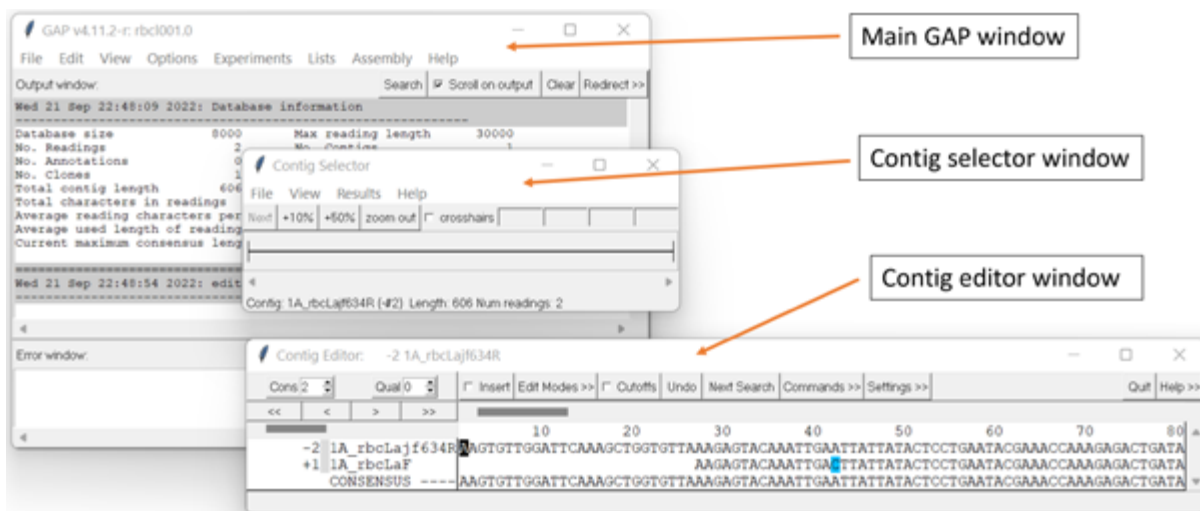 GAP v4.11.2-r: rbcl001.0
Main GAP window
File Edit View Options Experiments Lists Assembly Help
Output window: Search Scroll on output Clear Redirect >>
Wed 21 Sep 22:48:09 2022: Database information
Database size 8000 Max reading length 30000
No. Readings 2 No. Contigs 1
No. Annotations 0
No. Clones 1
Total contig length 606
Total characters in readings
Average reading characters per
Average used length of reading
Current maximum consensus leng
Wed 21 Sep 22:48:54 2022: edit
Contig Selector
Contig selector window
File View Results Help
Next +10% +50% zoom out crosshairs
Contig: 1A_rbcLajf634R (-#2) Length: 606 Num readings: 2
Contig editor window
Error window:
Contig Editor: -2 1A_rbcLajf634R
Cons 2 Qual 0 Insert Edit Modes >> Cutoffs Undo Next Search Commands >> Settings >> Quit Help >>
<< < > >>
10 20 30 40 50 60 70 80
-2 1A_rbcLajf634R AAGTGTTGGATTCAAAGCTGGTGTTAAAGAGTACAAATTGAATTATTATACTCCTGAATACGAAACCAAAGAGACTGATA
+1 1A_rbcLaF AAGAGTACAAATTGACTTATTATACTCCTGAATACGAAACCAAAGAGACTGATA
CONSENSUS ---- AAGTGTTGGATTCAAAGCTGGTGTTAAAGAGTACAAATTGAATTATTATACTCCTGAATACGAAACCAAAGAGACTGATA